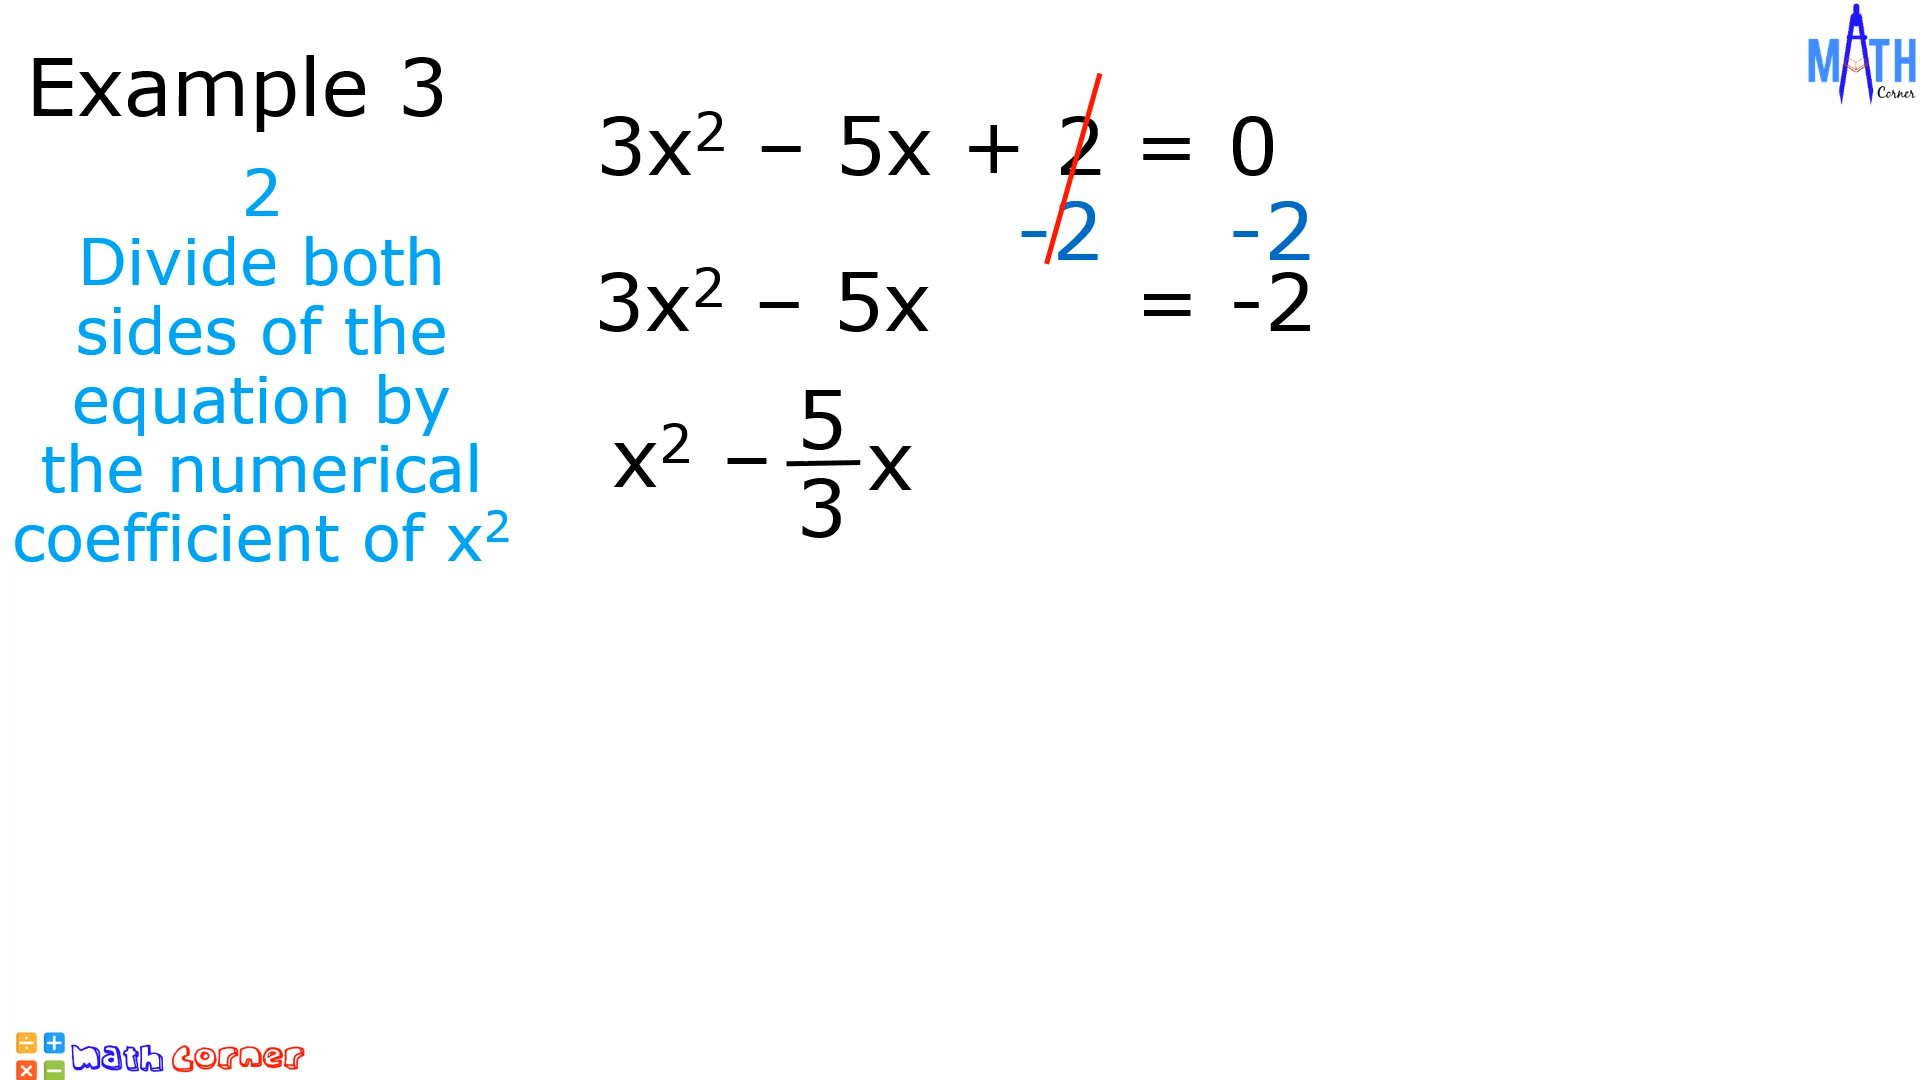 Example 3
2
Divide both
sides of the
equation by
the numerical
coefficient of x²
3x² – 5x + 2 = 0
-2 -2
3x² – 5x = -2
x² – 5/3 x
MATH
Corner
math corner